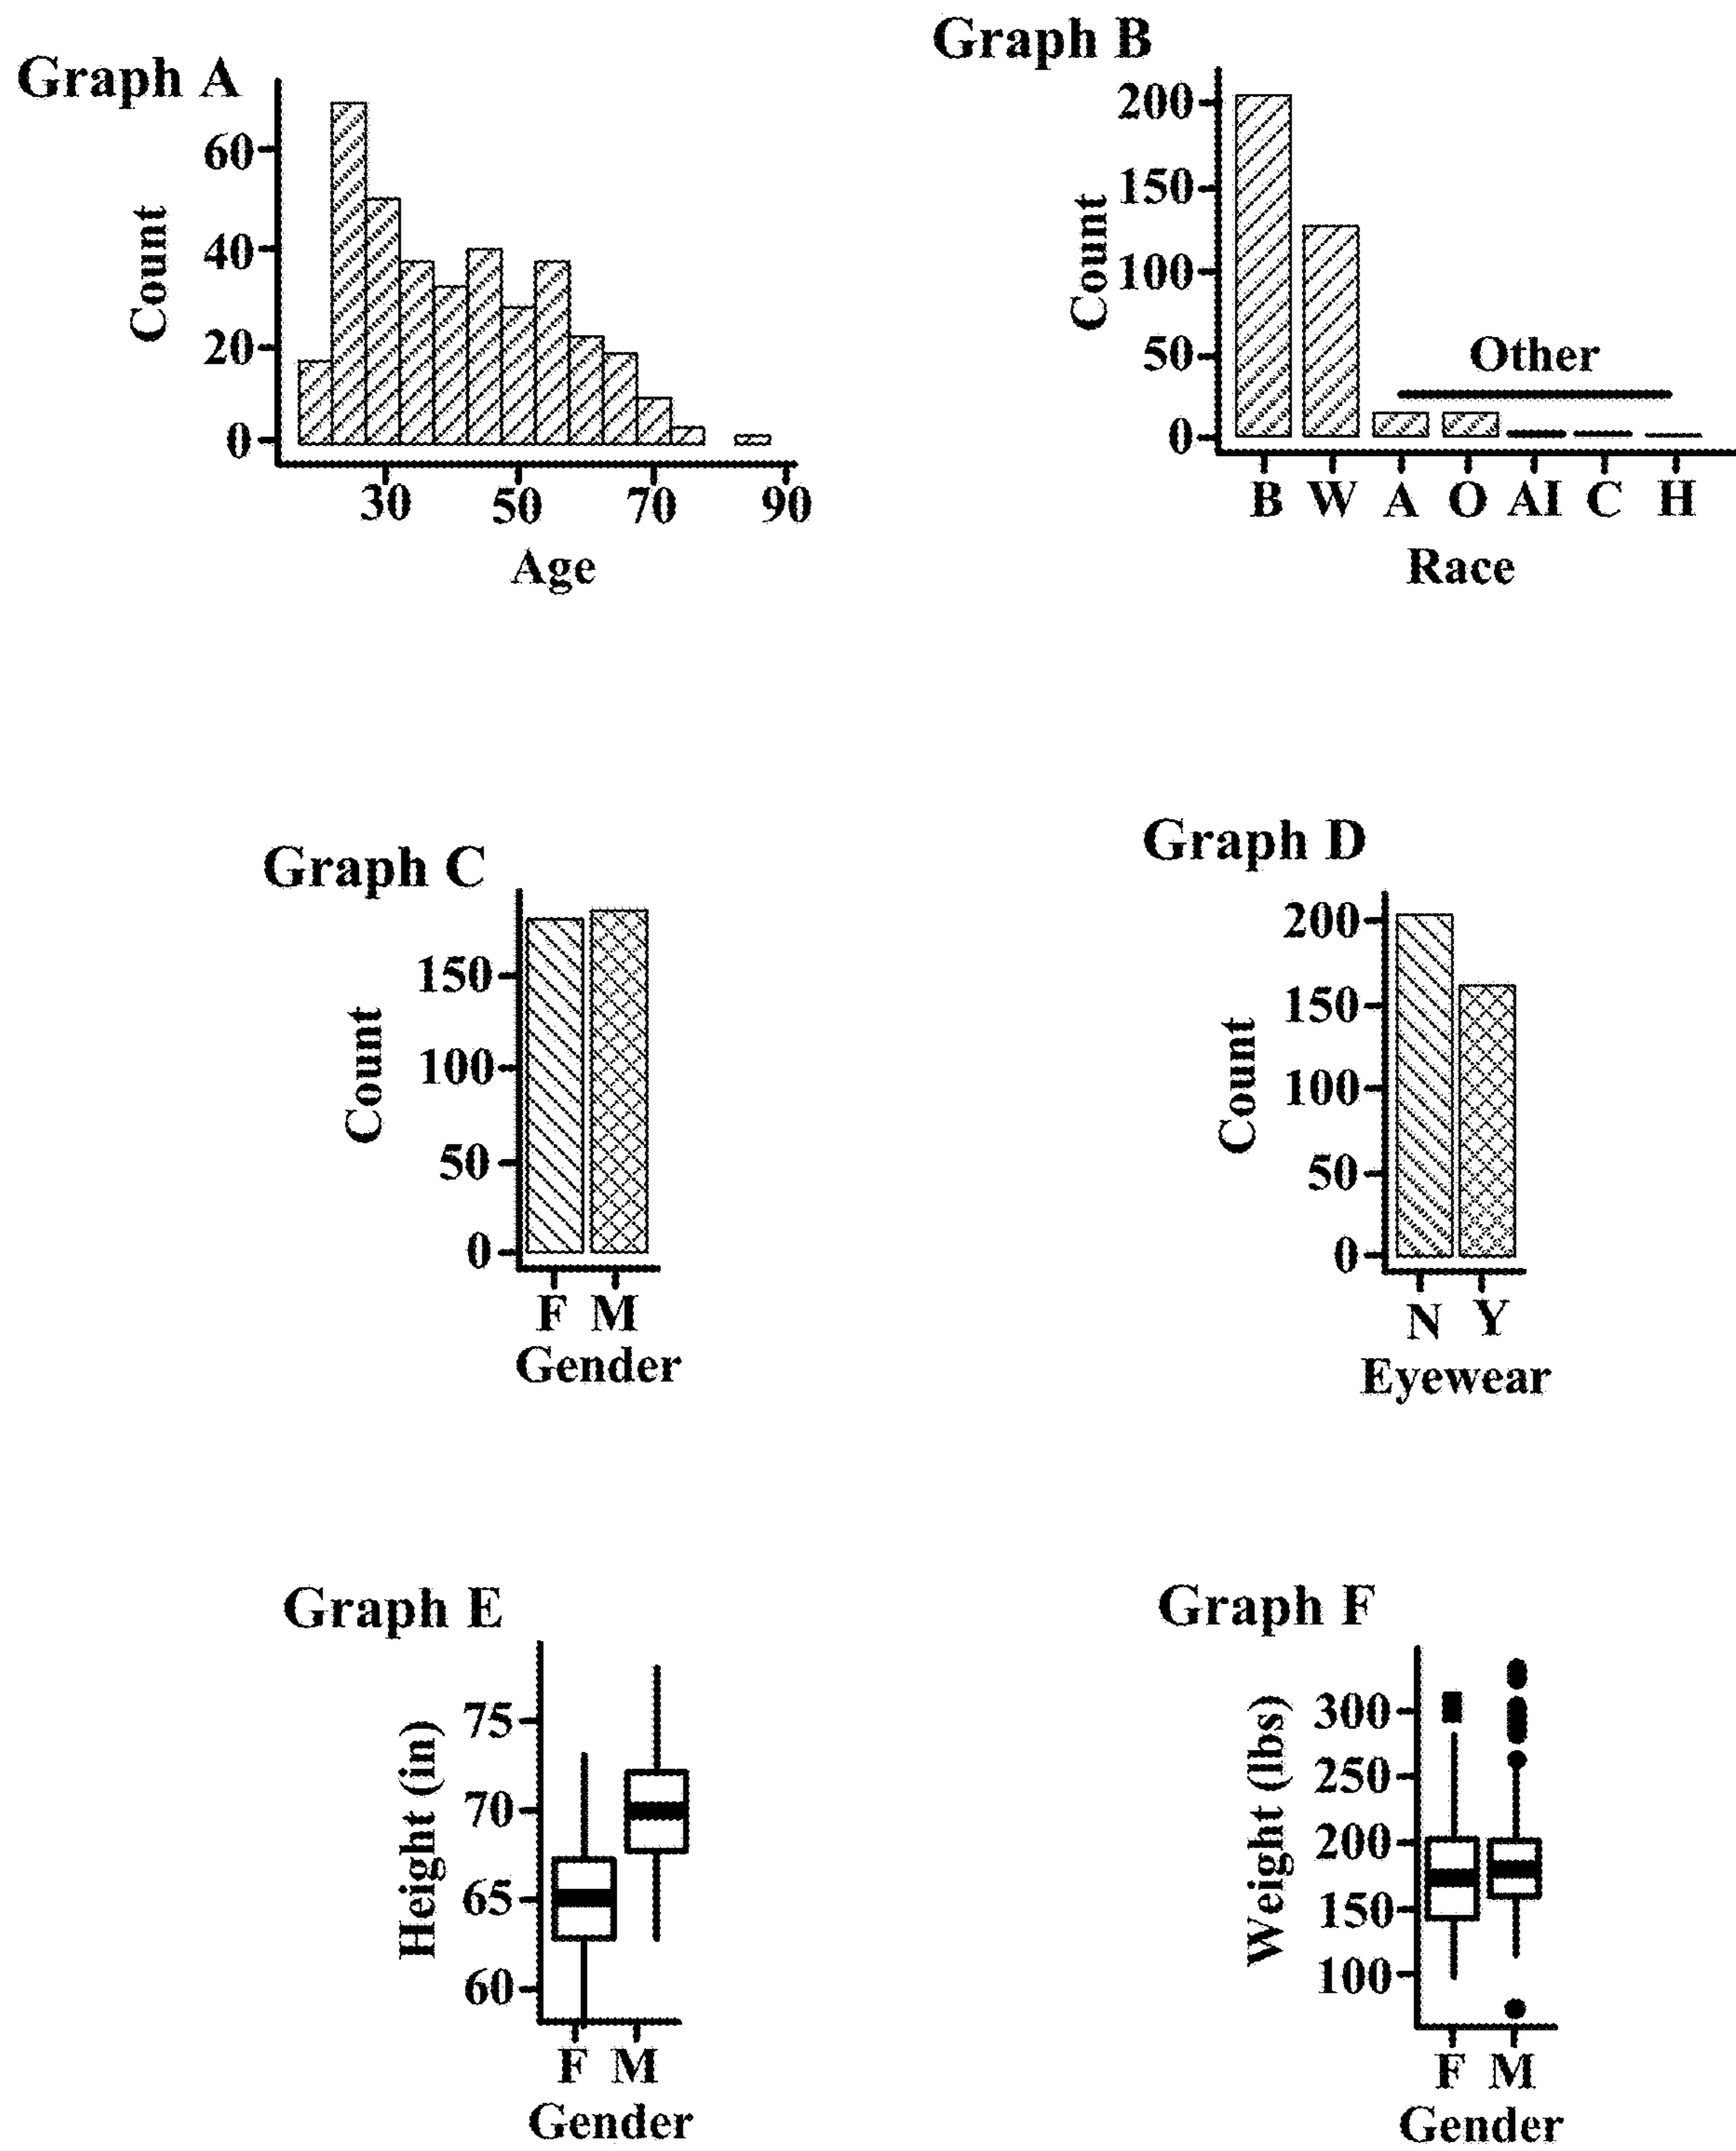 Graph A
Count
60
40
20
0
30 50 70 90
Age
Graph B
Count
200
150
100
50
0
Other
B W A O AI C H
Race
Graph C
Count
150
100
50
0
F M
Gender
Graph D
Count
200
150
100
50
0
N Y
Eyewear
Graph E
Height (in)
75
70
65
60
F M
Gender
Graph F
Weight (lbs)
300
250
200
150
100
F M
Gender